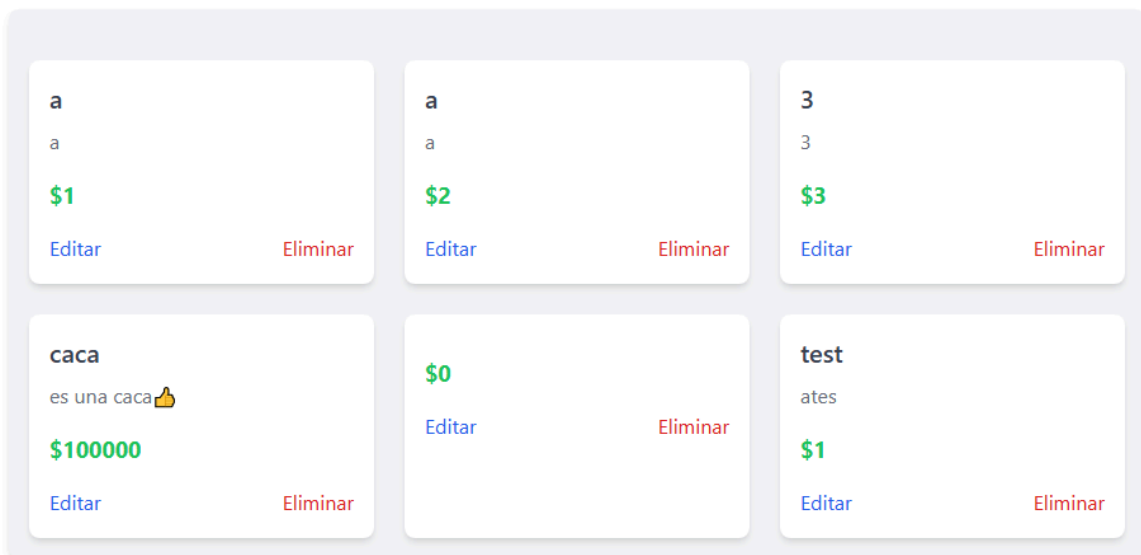 a
a
$1
Editar Eliminar
a
a
$2
Editar Eliminar
3
3
$3
Editar Eliminar
caca
es una caca👍
$100000
Editar Eliminar
$0
Editar Eliminar
test
ates
$1
Editar Eliminar